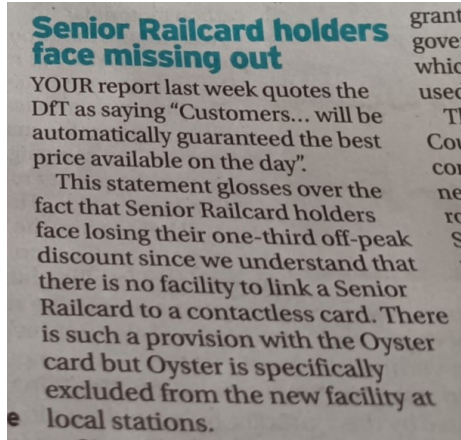 Senior Railcard holders
face missing out
YOUR report last week quotes the
DfT as saying “Customers... will be
automatically guaranteed the best
price available on the day”.
This statement glosses over the
fact that Senior Railcard holders
face losing their one-third off-peak
discount since we understand that
there is no facility to link a Senior
Railcard to a contactless card. There
is such a provision with the Oyster
card but Oyster is specifically
excluded from the new facility at
local stations.
e
grant
gove
whic
used